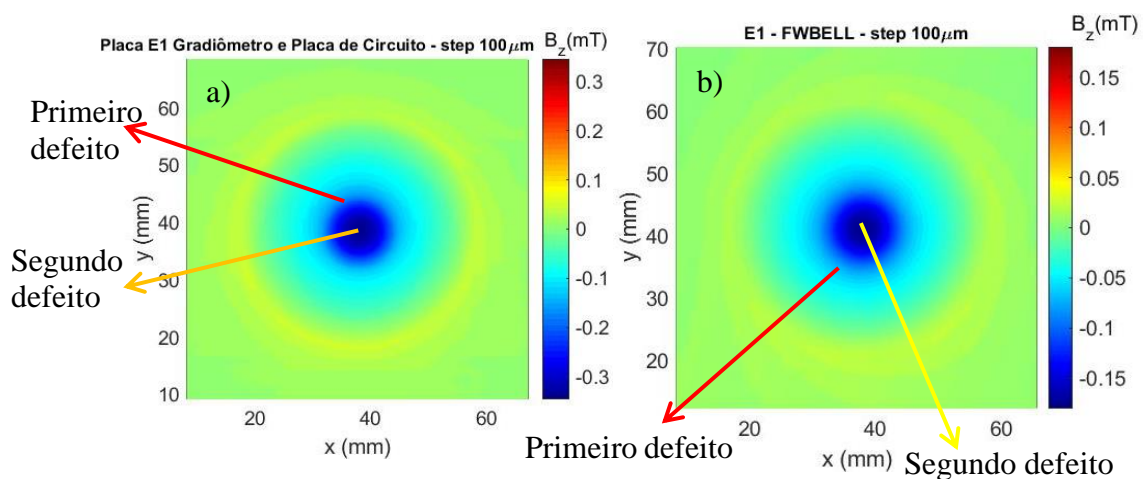 Placa E1 Gradiômetro e Placa de Circuito - step 100μm
B_z(mT)
a)
Primeiro
defeito
Segundo
defeito
60
50
40
30
20
10
y (mm)
20
40
60
x (mm)
0.3
0.2
0.1
0
-0.1
-0.2
-0.3
E1 - FWBELL - step 100μm
B_z(mT)
b)
70
60
50
40
30
20
y (mm)
20
40
60
x (mm)
0.15
0.1
0.05
0
-0.05
-0.1
-0.15
Primeiro defeito
Segundo defeito